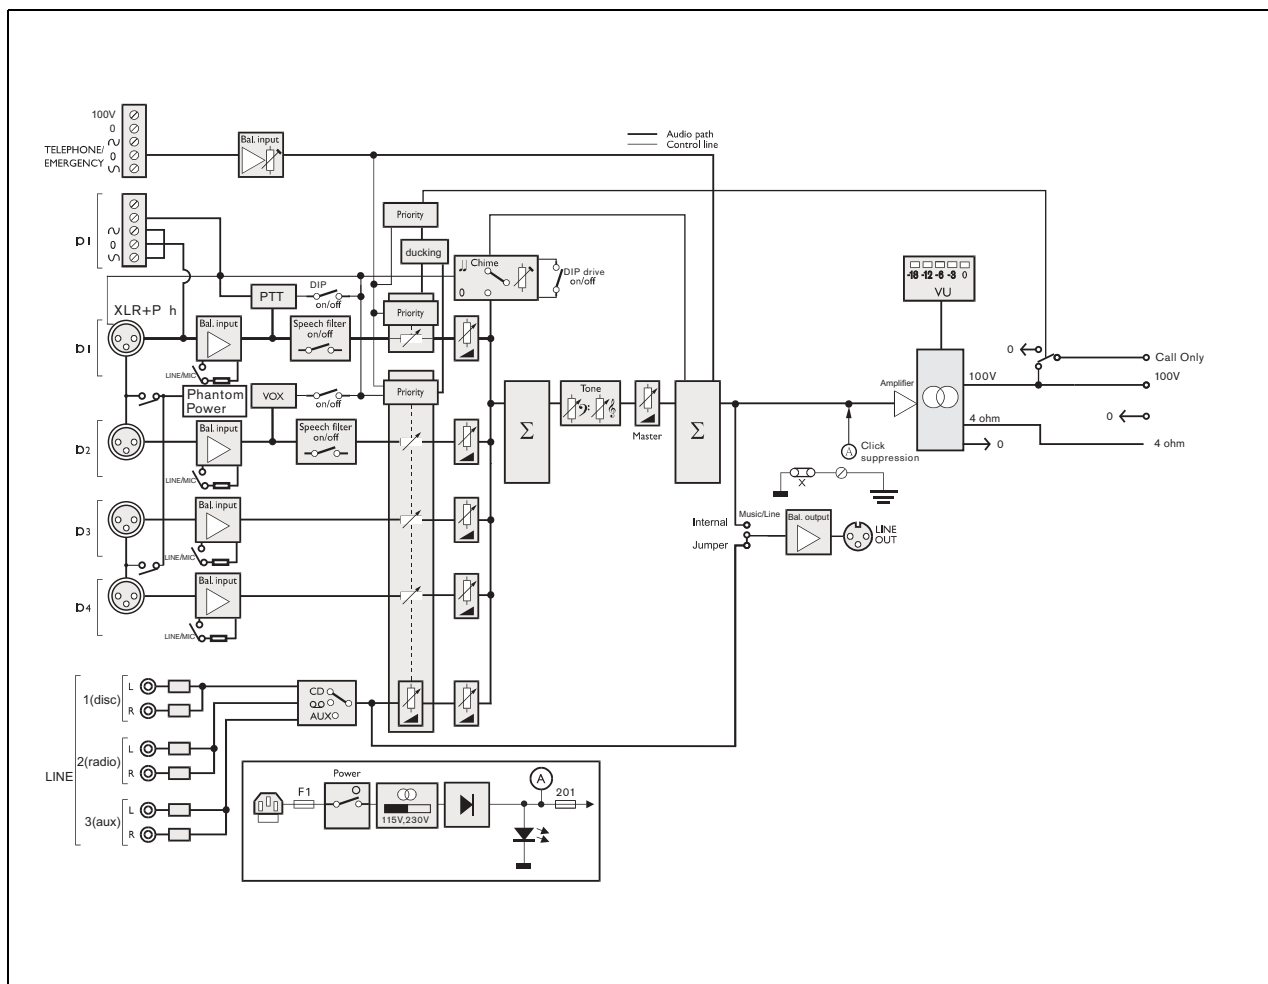 100V
0
TELEPHONE/
EMERGENCY
0
Bal. input
Audio path
Control line
Priority
ducking
Chime
0
DIP drive
on/off
-18 -12 -6 -3 0
VU
PTT
DIP
on/off
XLR+P h
Bal. input
Speech filter
on/off
Priority
LINE/MIC
Phantom
Power
VOX
on/off
Priority
Σ
Tone
Master
Σ
Amplifier
100V
4 ohm
0
0
Call Only
100V
0
4 ohm
A
Click
suppression
X
Bal. input
Speech filter
on/off
LINE/MIC
Bal. input
LINE/MIC
Internal
Jumper
Music/Line
Bal. output
LINE
OUT
Bal. input
LINE/MIC
LINE
1(disc)
L
R
2(radio)
L
R
3(aux)
L
R
CD
AUX
F1
Power
115V,230V
A
201